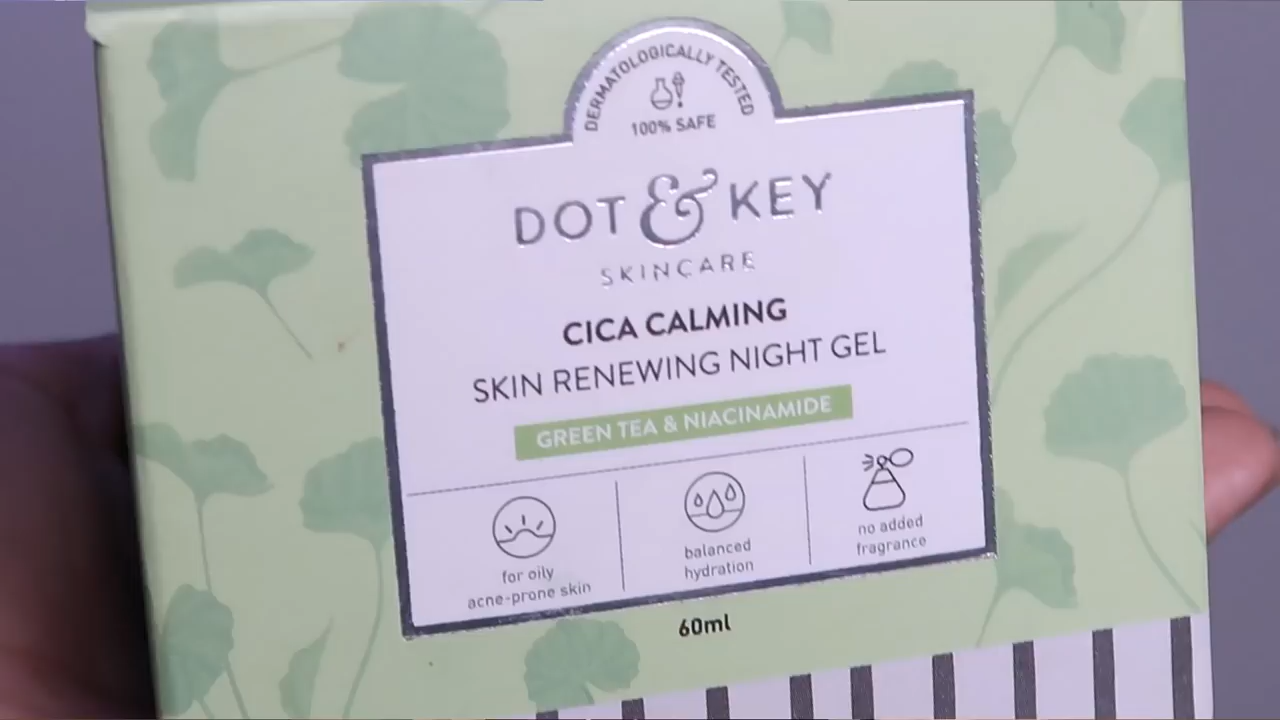 DERMATOLOGICALLY TESTED
100% SAFE
DOT & KEY
SKINCARE
CICA CALMING
SKIN RENEWING NIGHT GEL
GREEN TEA & NIACINAMIDE
for oily
acne-prone skin
balanced
hydration
no added
fragrance
60ml